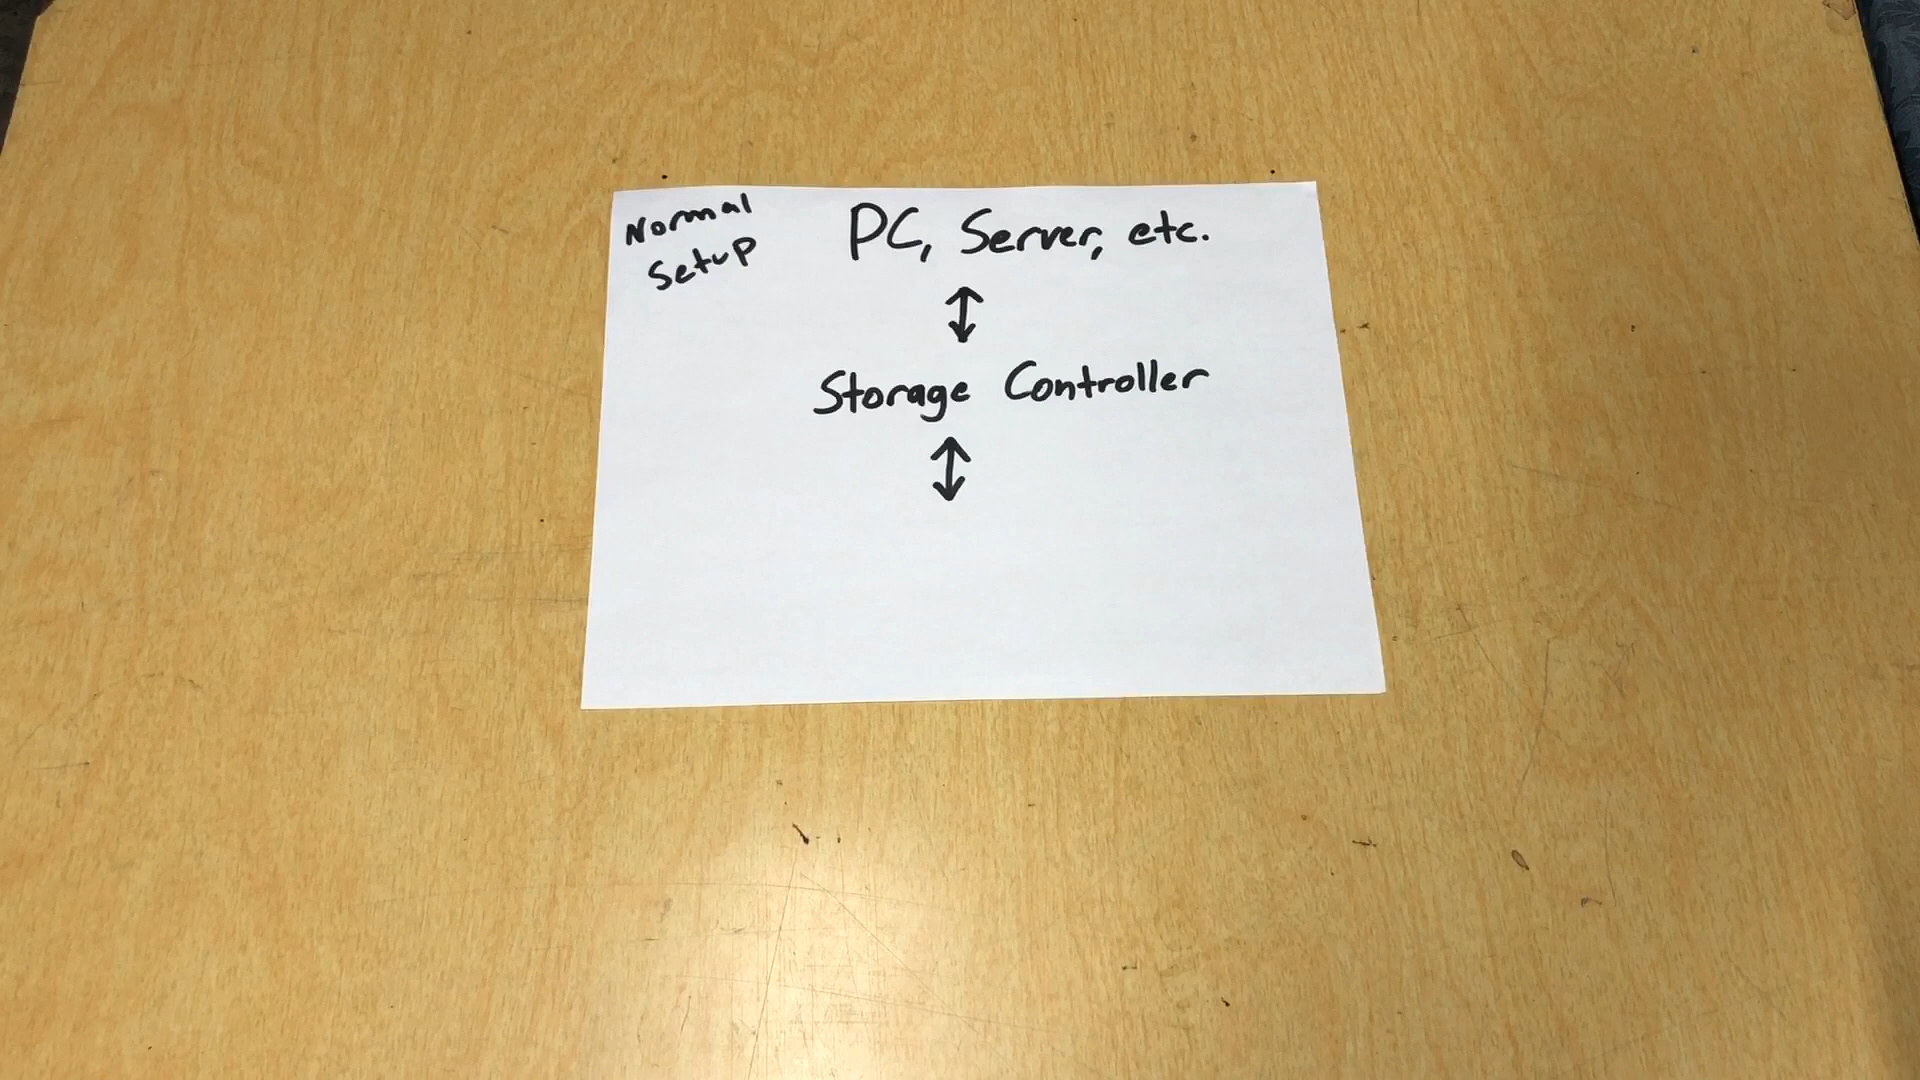 Normal
Setup
PC, Server, etc.
Storage Controller